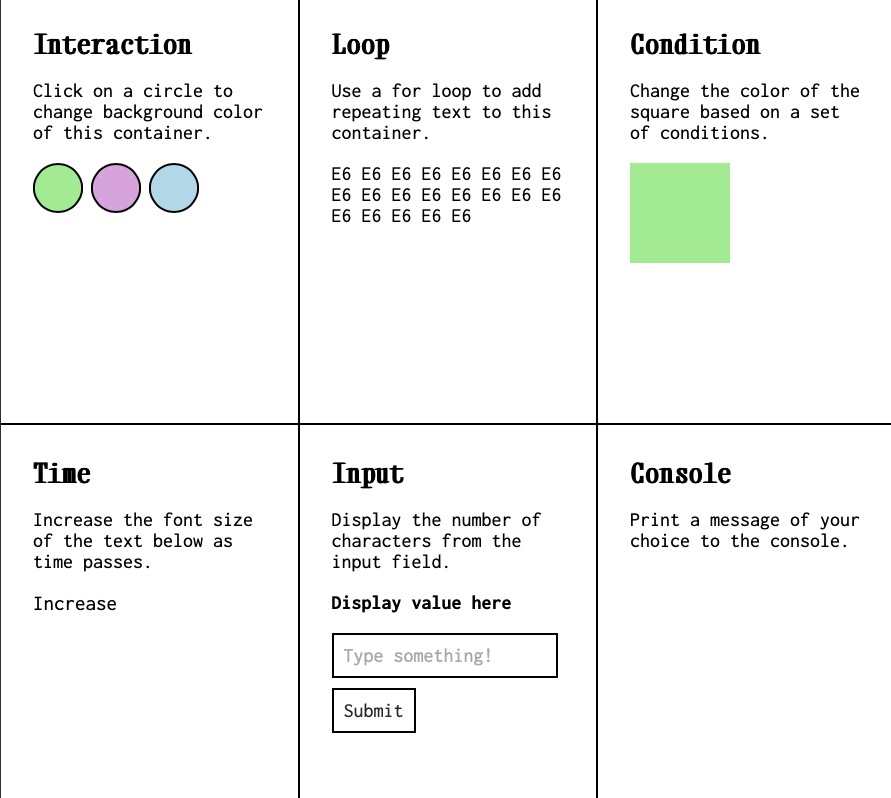 Interaction
Click on a circle to
change background color
of this container.
Loop
Use a for loop to add
repeating text to this
container.
E6 E6 E6 E6 E6 E6 E6 E6
E6 E6 E6 E6 E6 E6 E6 E6
E6 E6 E6 E6 E6
Condition
Change the color of the
square based on a set
of conditions.
Time
Increase the font size
of the text below as
time passes.
Increase
Input
Display the number of
characters from the
input field.
Display value here
Type something!
Submit
Console
Print a message of your
choice to the console.